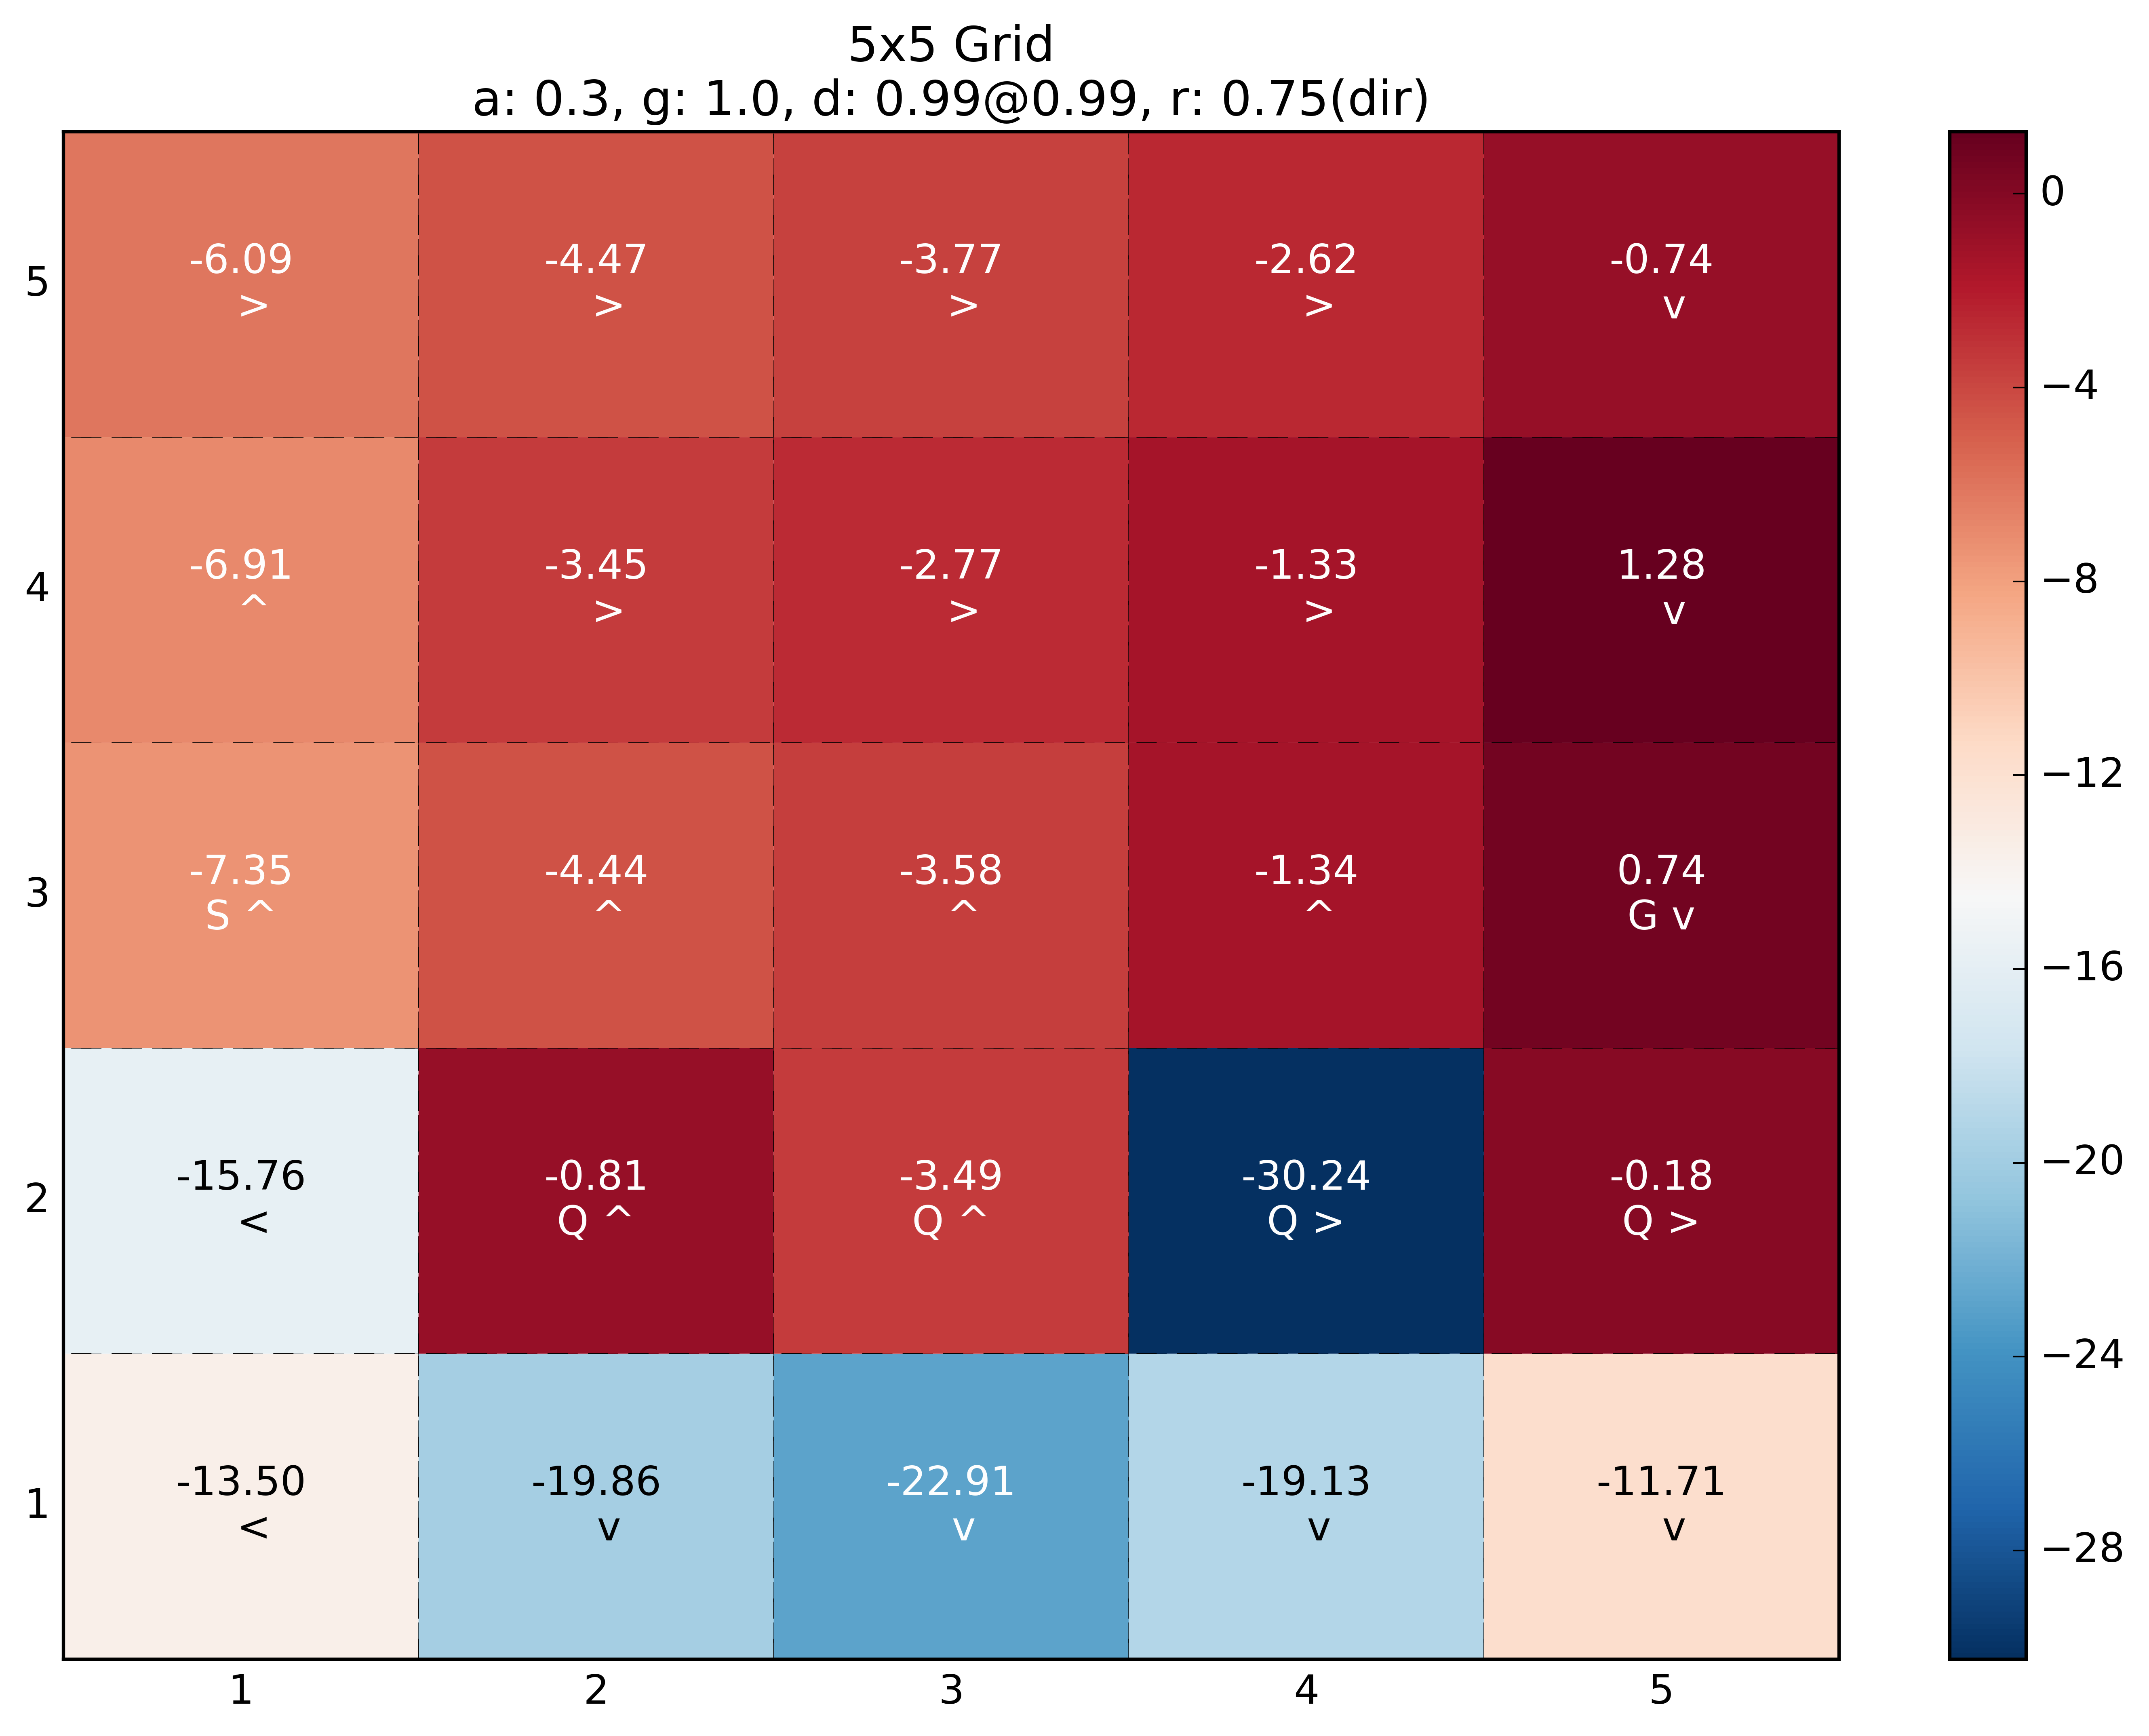 5x5 Grid
a: 0.3, g: 1.0, d: 0.99@0.99, r: 0.75(dir)
5 -6.09 -4.47 -3.77 -2.62 -0.74
> > > > v
4 -6.91 -3.45 -2.77 -1.33 1.28
^ > > > v
3 -7.35 -4.44 -3.58 -1.34 0.74
S ^ ^ ^ ^ G v
2 -15.76 -0.81 -3.49 -30.24 -0.18
< Q ^ Q ^ Q > Q >
1 -13.50 -19.86 -22.91 -19.13 -11.71
< v v v v
1 2 3 4 5
0
−4
−8
−12
−16
−20
−24
−28